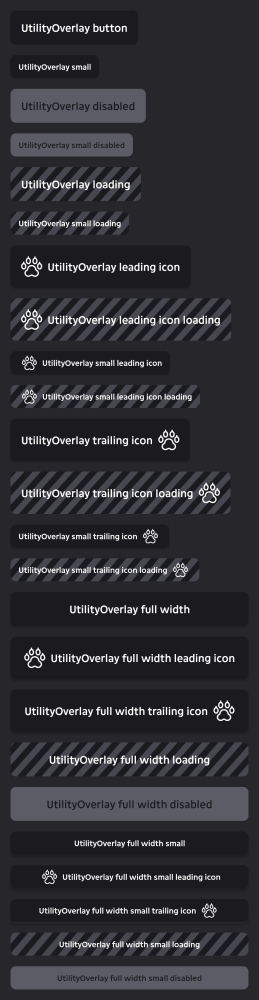 UtilityOverlay button
UtilityOverlay small
UtilityOverlay disabled
UtilityOverlay small disabled
UtilityOverlay loading
UtilityOverlay small loading
UtilityOverlay leading icon
UtilityOverlay leading icon loading
UtilityOverlay small leading icon
UtilityOverlay small leading icon loading
UtilityOverlay trailing icon
UtilityOverlay trailing icon loading
UtilityOverlay small trailing icon
UtilityOverlay small trailing icon loading
UtilityOverlay full width
UtilityOverlay full width leading icon
UtilityOverlay full width trailing icon
UtilityOverlay full width loading
UtilityOverlay full width disabled
UtilityOverlay full width small
UtilityOverlay full width small leading icon
UtilityOverlay full width small trailing icon
UtilityOverlay full width small loading
UtilityOverlay full width small disabled